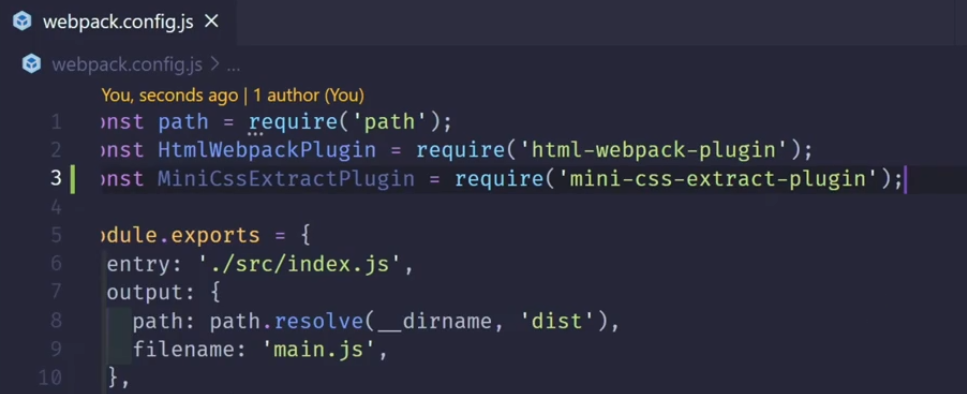 webpack.config.js ×
webpack.config.js > ...
You, seconds ago | 1 author (You)
1 onst path = require('path');
2 onst HtmlWebpackPlugin = require('html-webpack-plugin');
3 onst MiniCssExtractPlugin = require('mini-css-extract-plugin');
4
5 odule.exports = {
6 entry: './src/index.js',
7 output: {
8 path: path.resolve(__dirname, 'dist'),
9 filename: 'main.js',
10 },